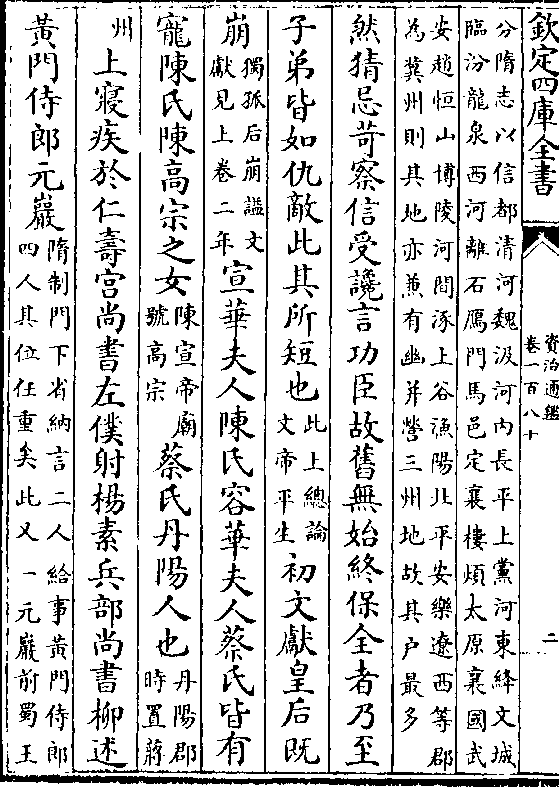 欽定四庫全書
資治通鑑
卷一百八十
二
分隋志以信都清河魏汲河内長平上黨河東絳文城
臨汾龍泉西河離石鴈門馬邑定襄樓煩太原襄國武
安趙恒山博陵河間涿上谷漁陽北平安樂遼西等郡
為冀州則其地亦兼有幽并營三州地故其户最多
然猜忌苛察信受讒言功臣故舊無始終保全者乃至
子弟皆如仇敵此其所短也
此上總論
文帝平生
初文獻皇后既
崩
獨孤后崩謚文
獻見上卷二年
宣華夫人陳氏容華夫人蔡氏皆有
寵陳氏陳高宗之女
陳宣帝廟
號高宗
蔡氏丹陽人也
丹陽郡
時置蔣
州
上寢疾於仁壽宫尚書左僕射楊素兵部尚書柳述
黄門侍郎元巖
隋制門下省納言二人給事黄門侍郎
四人其位任重矣此又一元巖前蜀王